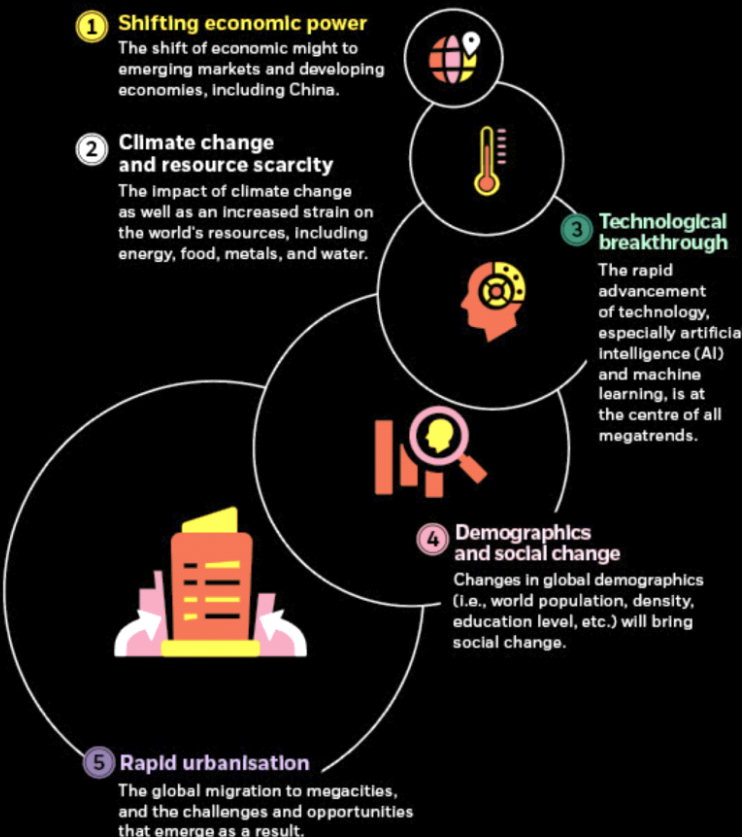 1
Shifting economic power
The shift of economic might to
emerging markets and developing
economies, including China.
2
Climate change
and resource scarcity
The impact of climate change
as well as an increased strain on
the world's resources, including
energy, food, metals, and water.
3
Technological
breakthrough
The rapid
advancement
of technology,
especially artificia
intelligence (AI)
and machine
learning, is at
the centre of all
megatrends.
4
Demographics
and social change
Changes in global demographics
(i.e., world population, density,
education level, etc.) will bring
social change.
5
Rapid urbanisation
The global migration to megacities,
and the challenges and opportunities
that emerge as a result.